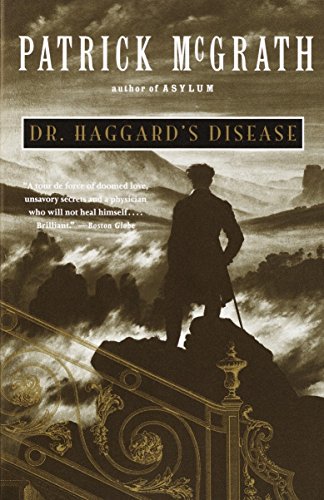 PATRICK McGRATH
author of ASYLUM
DR. HAGGARD'S DISEASE
"A tour de force of doomed love,
unsavory secrets and a physician
who will not heal himself....
Brilliant." — Boston Globe